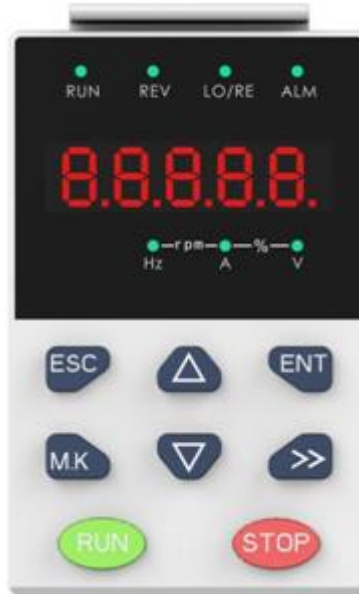 RUN REV LO/RE ALM
8.8.8.8.8.
rpm %
Hz A V
ESC ENT
M.K >>
RUN STOP